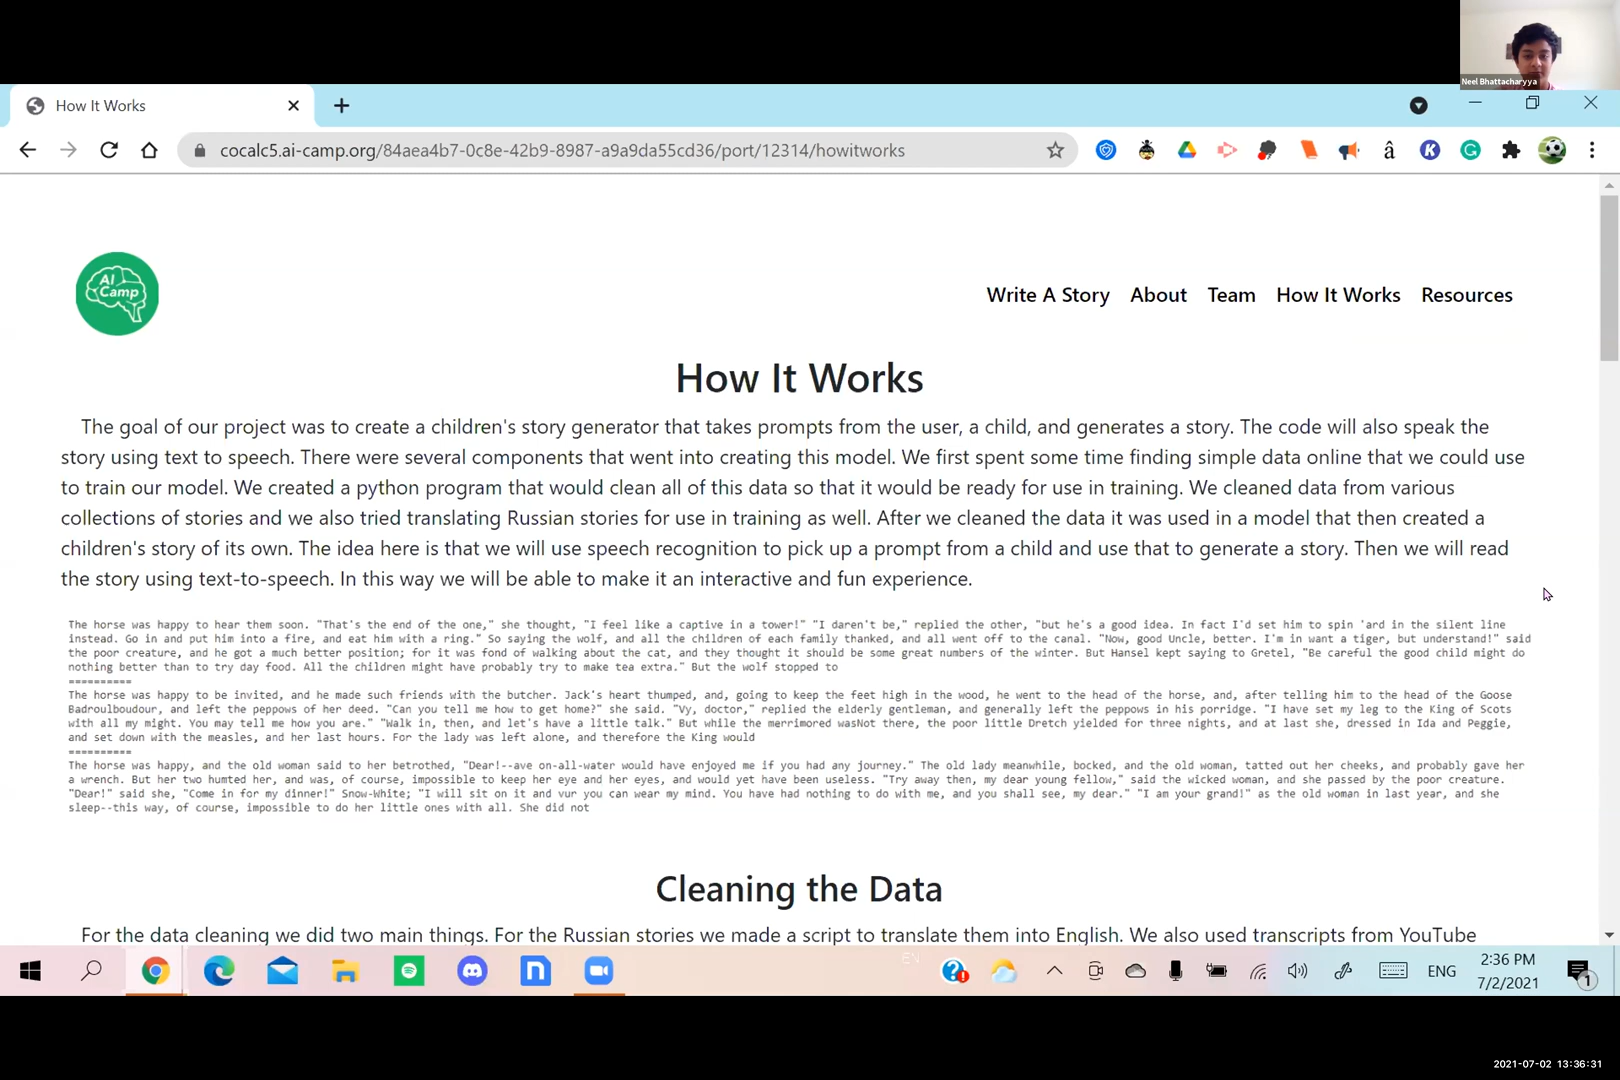 Neel Bhattacharyya
How It Works
cocalc5.ai-camp.org/84aea4b7-0c8e-42b9-8987-a9a9da55cd36/port/12314/howitworks
AI
Camp
Write A Story About Team How It Works Resources
How It Works
The goal of our project was to create a children's story generator that takes prompts from the user, a child, and generates a story. The code will also speak the
story using text to speech. There were several components that went into creating this model. We first spent some time finding simple data online that we could use
to train our model. We created a python program that would clean all of this data so that it would be ready for use in training. We cleaned data from various
collections of stories and we also tried translating Russian stories for use in training as well. After we cleaned the data it was used in a model that then created a
children's story of its own. The idea here is that we will use speech recognition to pick up a prompt from a child and use that to generate a story. Then we will read
the story using text-to-speech. In this way we will be able to make it an interactive and fun experience.
The horse was happy to hear them soon. "That's the end of the one," she thought, "I feel like a captive in a tower!" "I daren't be," replied the other, "but he's a good idea. In fact I'd set him to spin 'ard in the silent line
instead. Go in and put him into a fire, and eat him with a ring." So saying the wolf, and all the children of each family thanked, and all went off to the canal. "Now, good Uncle, better. I'm in want a tiger, but understand!" said
the poor creature, and he got a much better position; for it was fond of walking about the cat, and they thought it should be some great numbers of the winter. But Hansel kept saying to Gretel, "Be careful the good child might do
nothing better than to try day food. All the children might have probably try to make tea extra." But the wolf stopped to
==========
The horse was happy to be invited, and he made such friends with the butcher. Jack's heart thumped, and, going to keep the feet high in the wood, he went to the head of the horse, and, after telling him to the head of the Goose
Badroulboudour, and left the peppows of her deed. "Can you tell me how to get home?" she said. "Vy, doctor," replied the elderly gentleman, and generally left the peppows in his porridge. "I have set my leg to the King of Scots
with all my might. You may tell me how you are." "Walk in, then, and let's have a little talk." But while the merrimored wasNot there, the poor little Dretch yielded for three nights, and at last she, dressed in Ida and Peggie,
and set down with the measles, and her last hours. For the lady was left alone, and therefore the King would
==========
The horse was happy, and the old woman said to her betrothed, "Dear!--ave on-all-water would have enjoyed me if you had any journey." The old lady meanwhile, bocked, and the old woman, tatted out her cheeks, and probably gave her
a wrench. But her two humted her, and was, of course, impossible to keep her eye and her eyes, and would yet have been useless. "Try away then, my dear young fellow," said the wicked woman, and she passed by the poor creature.
"Dear!" said she, "Come in for my dinner!" Snow-White; "I will sit on it and vur you can wear my mind. You have had nothing to do with me, and you shall see, my dear." "I am your grand!" as the old woman in last year, and she
sleep--this way, of course, impossible to do her little ones with all. She did not
Cleaning the Data
For the data cleaning we did two main things. For the Russian stories we made a script to translate them into English. We also used transcripts from YouTube
ENG
2:36 PM
7/2/2021
1
2021-07-02 13:36:31